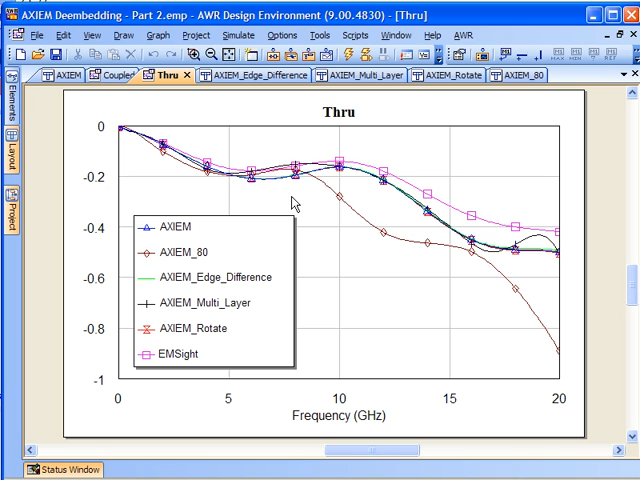 AXIEM Deembedding - Part 2.emp - AWR Design Environment (9.00.4830) - [Thru]
File Edit View Draw Graph Project Simulate Options Tools Scripts Window Help AWR
AXIEM Coupled Thru AXIEM_Edge_Difference AXIEM_Multi_Layer AXIEM_Rotate AXIEM_80
Elements
Layout
Project
Thru
0
-0.2
-0.4
-0.6
-0.8
-1
AXIEM
AXIEM_80
AXIEM_Edge_Difference
AXIEM_Multi_Layer
AXIEM_Rotate
EMSight
0 5 10 15 20
Frequency (GHz)
Status Window